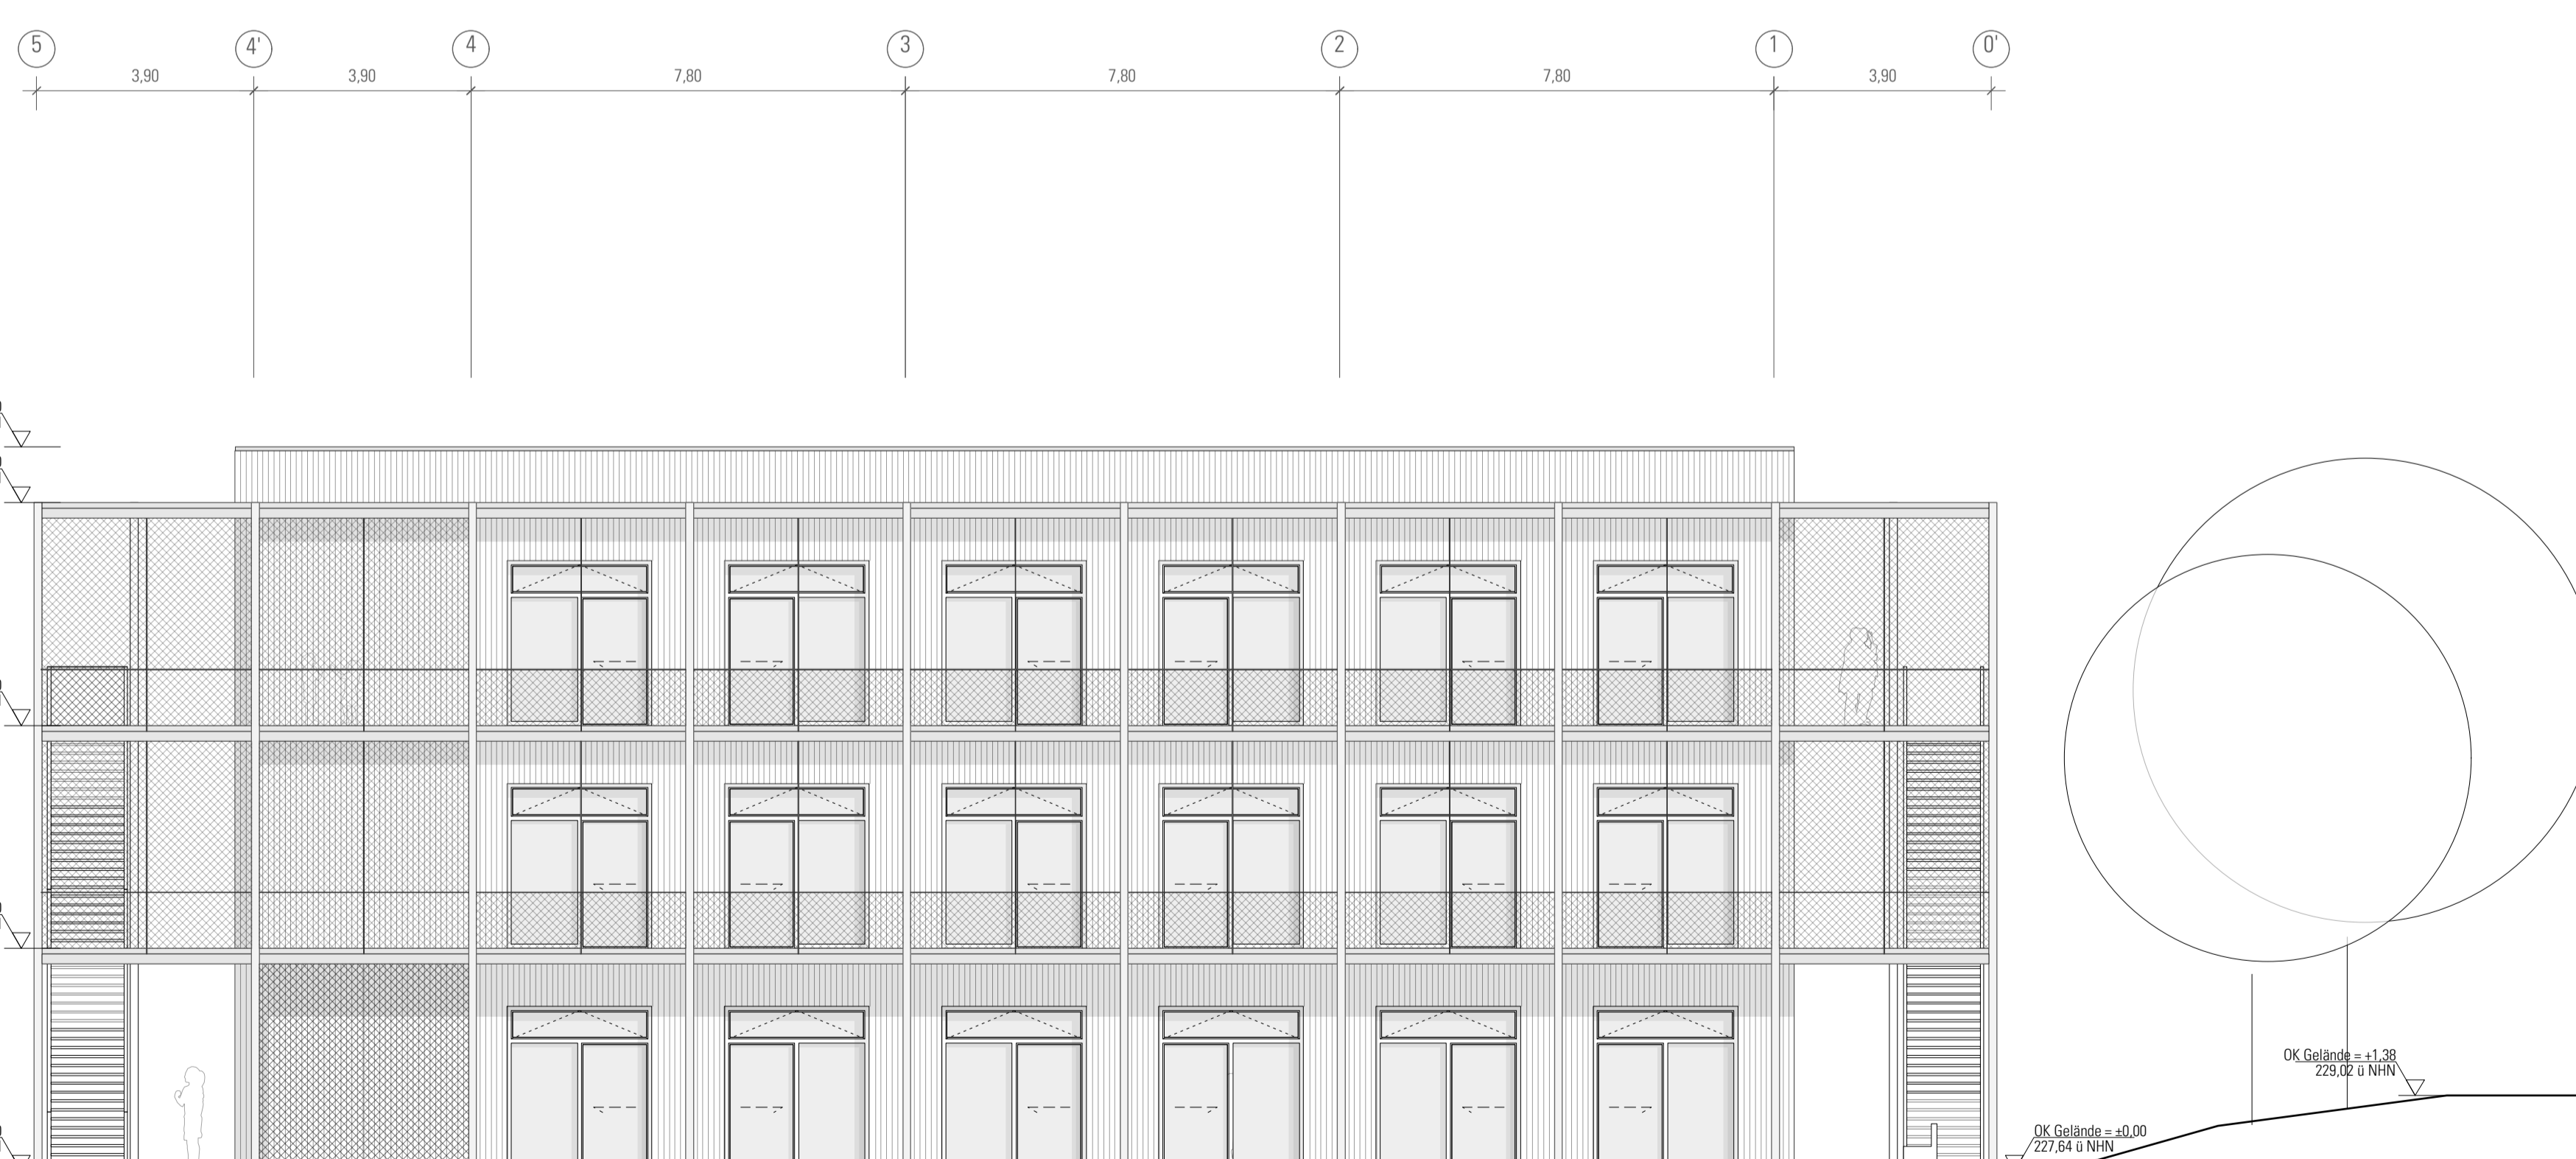 5 4' 4 3 2 1 0'
3,90 3,90 7,80 7,80 7,80 3,90
OK Gelände = +1,38
229,02 ü NHN
OK Gelände = ±0,00
227,64 ü NHN